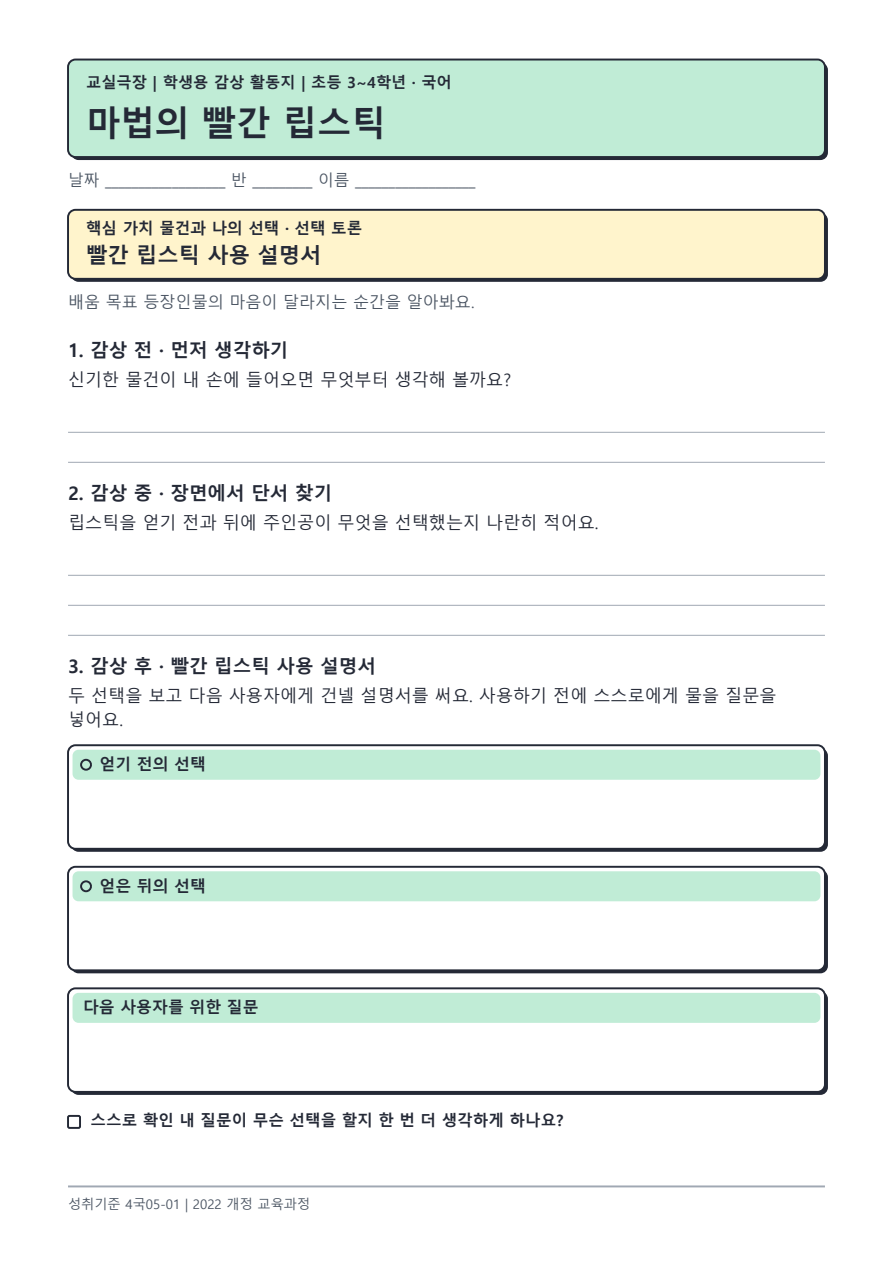 교실극장 | 학생용 감상 활동지 | 초등 3~4학년 · 국어
마법의 빨간 립스틱
날짜 ______________ 반 _______ 이름 ______________
핵심 가치 물건과 나의 선택 · 선택 토론
빨간 립스틱 사용 설명서
배움 목표 등장인물의 마음이 달라지는 순간을 알아봐요.
1. 감상 전 · 먼저 생각하기
신기한 물건이 내 손에 들어오면 무엇부터 생각해 볼까요?
2. 감상 중 · 장면에서 단서 찾기
립스틱을 얻기 전과 뒤에 주인공이 무엇을 선택했는지 나란히 적어요.
3. 감상 후 · 빨간 립스틱 사용 설명서
두 선택을 보고 다음 사용자에게 건넬 설명서를 써요. 사용하기 전에 스스로에게 물을 질문을
넣어요.
얻기 전의 선택
얻은 뒤의 선택
다음 사용자를 위한 질문
스스로 확인 내 질문이 무슨 선택을 할지 한 번 더 생각하게 하나요?
성취기준 4국05-01 | 2022 개정 교육과정